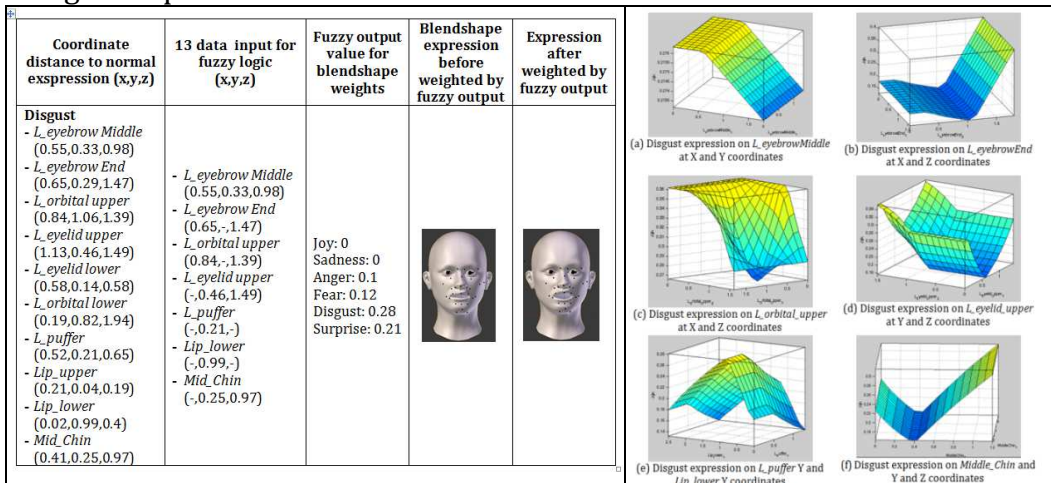 Coordinate
distance to normal
exspression (x,y,z)
13 data input for
fuzzy logic
(x,y,z)
Fuzzy output
value for
blendshape
weights
Blendshape
expression
before
weighted by
fuzzy output
Expression
after
weighted by
fuzzy output
Disgust
- L_eyebrow Middle
(0.55,0.33,0.98)
- L_eyebrow End
(0.65,0.29,1.47)
- L_orbital upper
(0.84,1.06,1.39)
- L_eyelid upper
(1.13,0.46,1.49)
- L_eyelid lower
(0.58,0.14,0.58)
- L_orbital lower
(0.19,0.82,1.94)
- L_puffer
(0.52,0.21,0.65)
- Lip_upper
(0.21,0.04,0.19)
- Lip_lower
(0.02,0.99,0.4)
- Mid_Chin
(0.41,0.25,0.97)
- L_eyebrow Middle
(0.55,0.33,0.98)
- L_eyebrow End
(0.65,-,1.47)
- L_orbital upper
(0.84,-,1.39)
- L_eyelid upper
(-,0.46,1.49)
- L_puffer
(-,0.21,-)
- Lip_lower
(-,0.99,-)
- Mid_Chin
(-,0.25,0.97)
Joy: 0
Sadness: 0
Anger: 0.1
Fear: 0.12
Disgust: 0.28
Surprise: 0.21
(a) Disgust expression on L_eyebrowMiddle
at X and Y coordinates
(b) Disgust expression on L_eyebrowEnd
at X and Z coordinates
(c) Disgust expression on L_orbital_upper
at X and Z coordinates
(d) Disgust expression on L_eyelid_upper
at Y and Z coordinates
(e) Disgust expression on L_puffer Y and
Lip_lower Y coordinates
(f) Disgust expression on Middle_Chin and
Y and Z coordinates